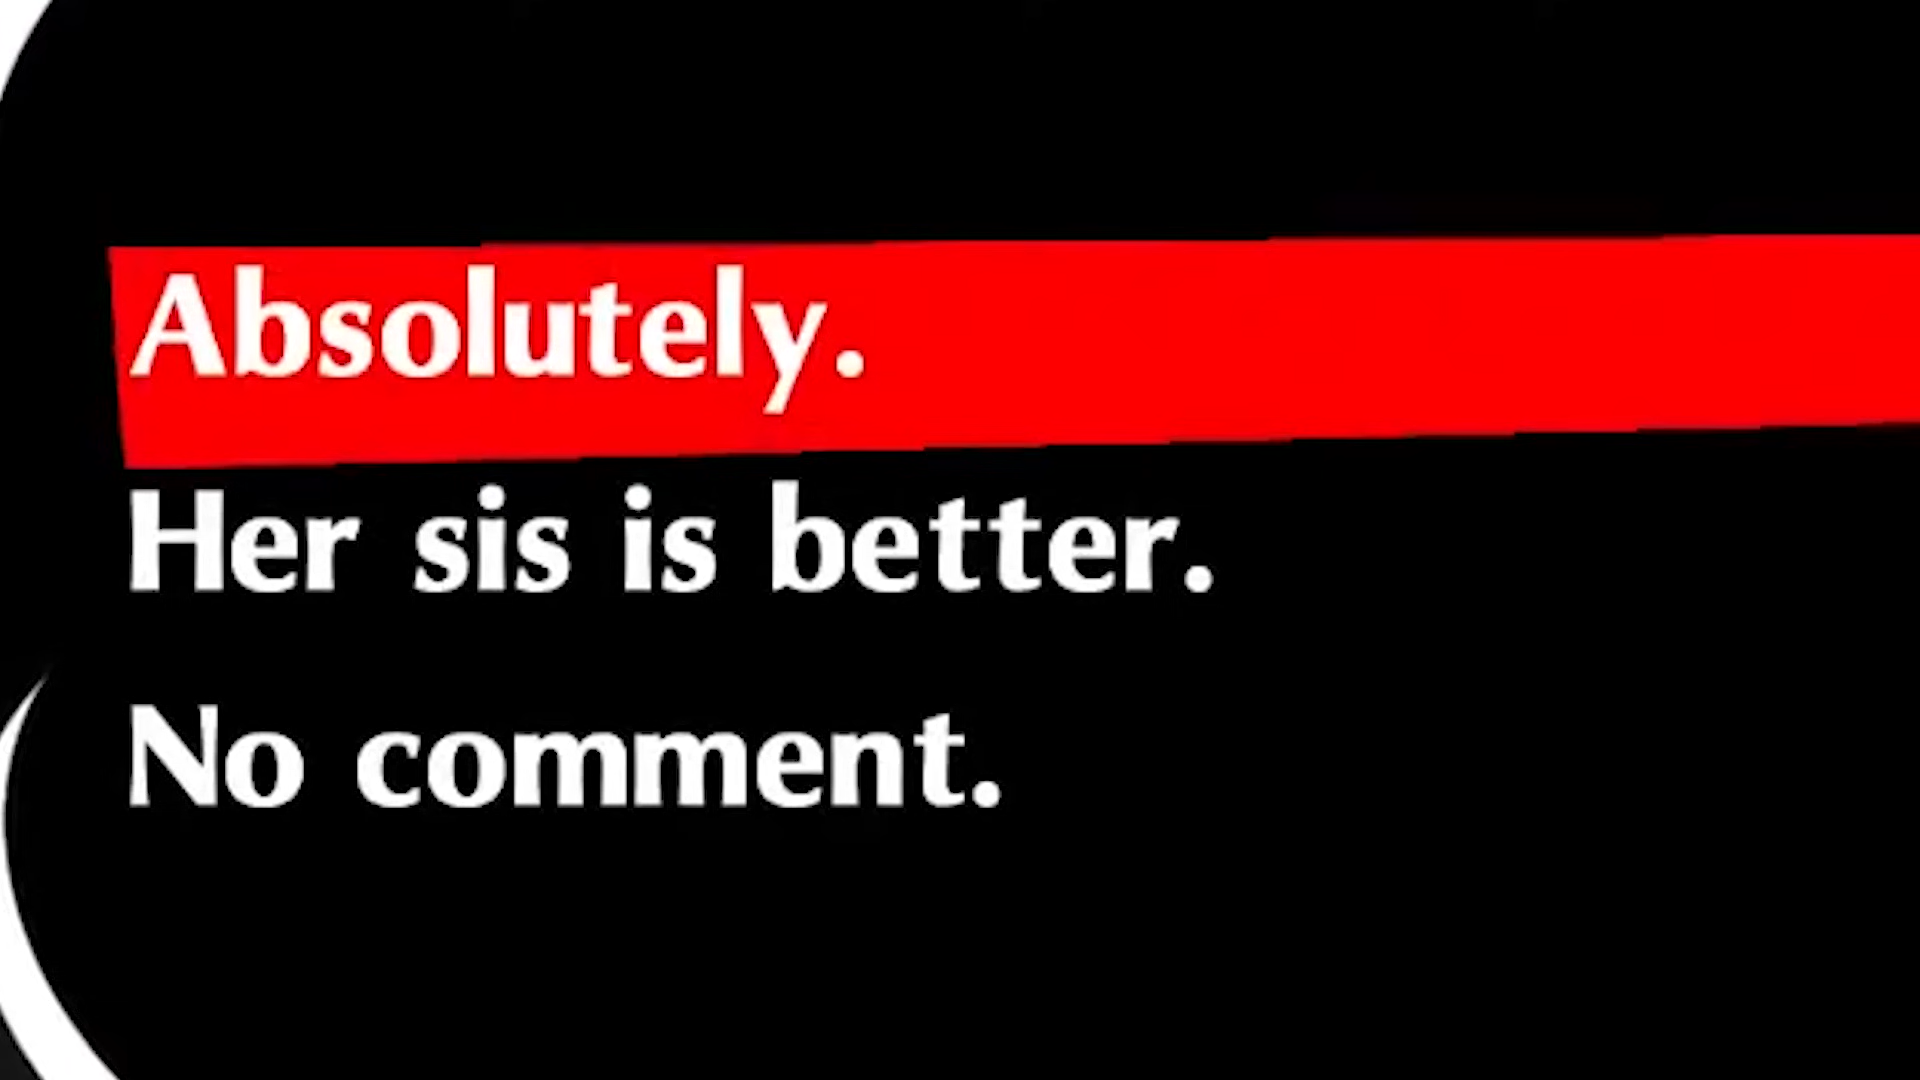 Absolutely.
Her sis is better.
No comment.